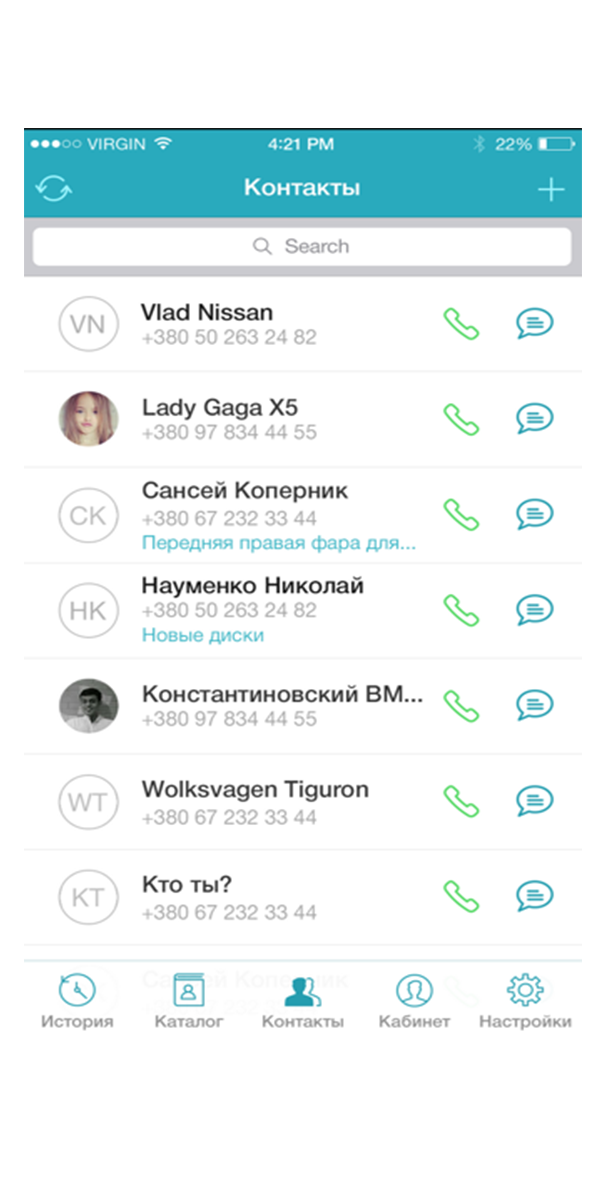 VIRGIN 4:21 PM 22%
Контакты
Search
VN
Vlad Nissan
+380 50 263 24 82
Lady Gaga X5
+380 97 834 44 55
СК
Сансей Коперник
+380 67 232 33 44
Передняя правая фара для...
НК
Науменко Николай
+380 50 263 24 82
Новые диски
Константиновский ВМ...
+380 97 834 44 55
WT
Wolksvagen Tiguron
+380 67 232 33 44
КТ
Кто ты?
+380 67 232 33 44
Сансей Коперник
История Каталог Контакты Кабинет Настройки